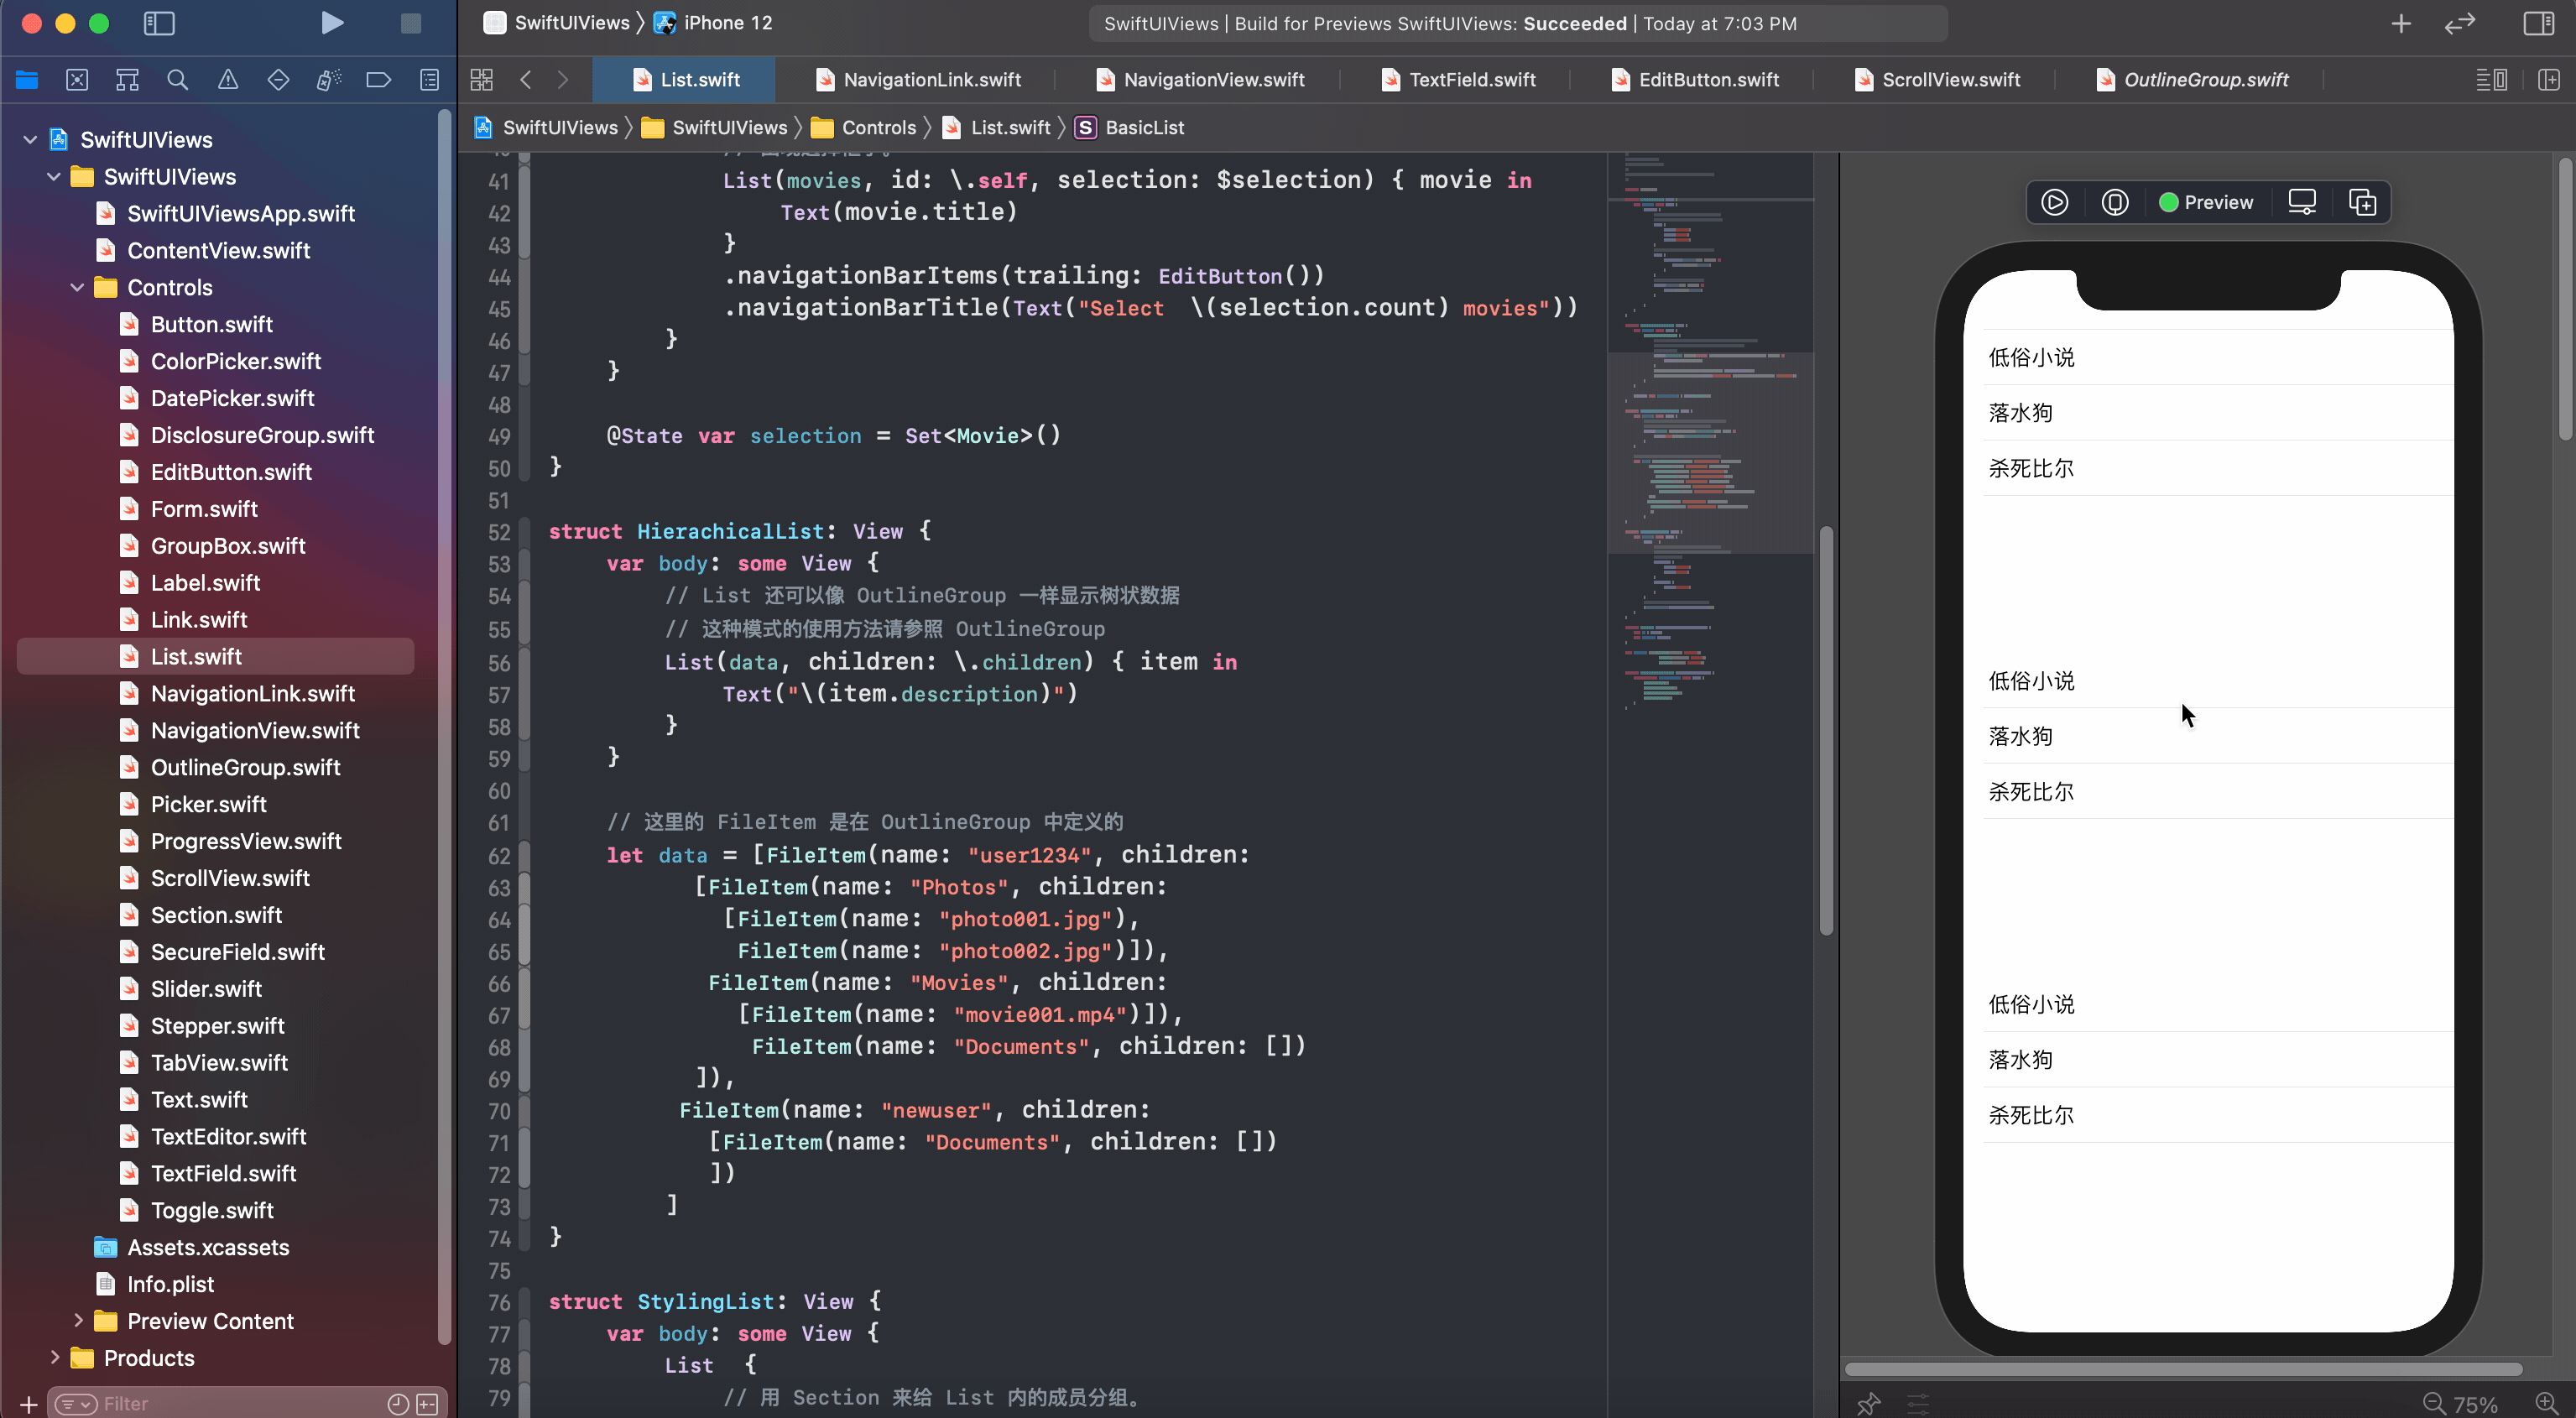 SwiftUIViews 〉 iPhone 12
SwiftUIViews | Build for Previews SwiftUIViews: Succeeded | Today at 7:03 PM
List.swift
NavigationLink.swift
NavigationView.swift
TextField.swift
EditButton.swift
ScrollView.swift
OutlineGroup.swift
SwiftUIViews 〉 SwiftUIViews 〉 Controls 〉 List.swift 〉 S BasicList
SwiftUIViews
SwiftUIViews
SwiftUIViewsApp.swift
ContentView.swift
Controls
Button.swift
ColorPicker.swift
DatePicker.swift
DisclosureGroup.swift
EditButton.swift
Form.swift
GroupBox.swift
Label.swift
Link.swift
List.swift
NavigationLink.swift
NavigationView.swift
OutlineGroup.swift
Picker.swift
ProgressView.swift
ScrollView.swift
Section.swift
SecureField.swift
Slider.swift
Stepper.swift
TabView.swift
Text.swift
TextEditor.swift
TextField.swift
Toggle.swift
Assets.xcassets
Info.plist
Preview Content
Products
Filter
41 List(movies, id: \.self, selection: $selection) { movie in
42 Text(movie.title)
43 }
44 .navigationBarItems(trailing: EditButton())
45 .navigationBarTitle(Text("Select \(selection.count) movies"))
46 }
47 }
48
49 @State var selection = Set<Movie>()
50 }
51
52 struct HierachicalList: View {
53 var body: some View {
54 // List 还可以像 OutlineGroup 一样显示树状数据
55 // 这种模式的使用方法请参照 OutlineGroup
56 List(data, children: \.children) { item in
57 Text("\(item.description)")
58 }
59 }
60
61 // 这里的 FileItem 是在 OutlineGroup 中定义的
62 let data = [FileItem(name: "user1234", children:
63 [FileItem(name: "Photos", children:
64 [FileItem(name: "photo001.jpg"),
65 FileItem(name: "photo002.jpg")]),
66 FileItem(name: "Movies", children:
67 [FileItem(name: "movie001.mp4")]),
68 FileItem(name: "Documents", children: [])
69 ]),
70 FileItem(name: "newuser", children:
71 [FileItem(name: "Documents", children: [])
72 ])
73 ]
74 }
75
76 struct StylingList: View {
77 var body: some View {
78 List {
79 // 用 Section 来给 List 内的成员分组。
Preview
低俗小说
落水狗
杀死比尔
低俗小说
落水狗
杀死比尔
低俗小说
落水狗
杀死比尔
75%